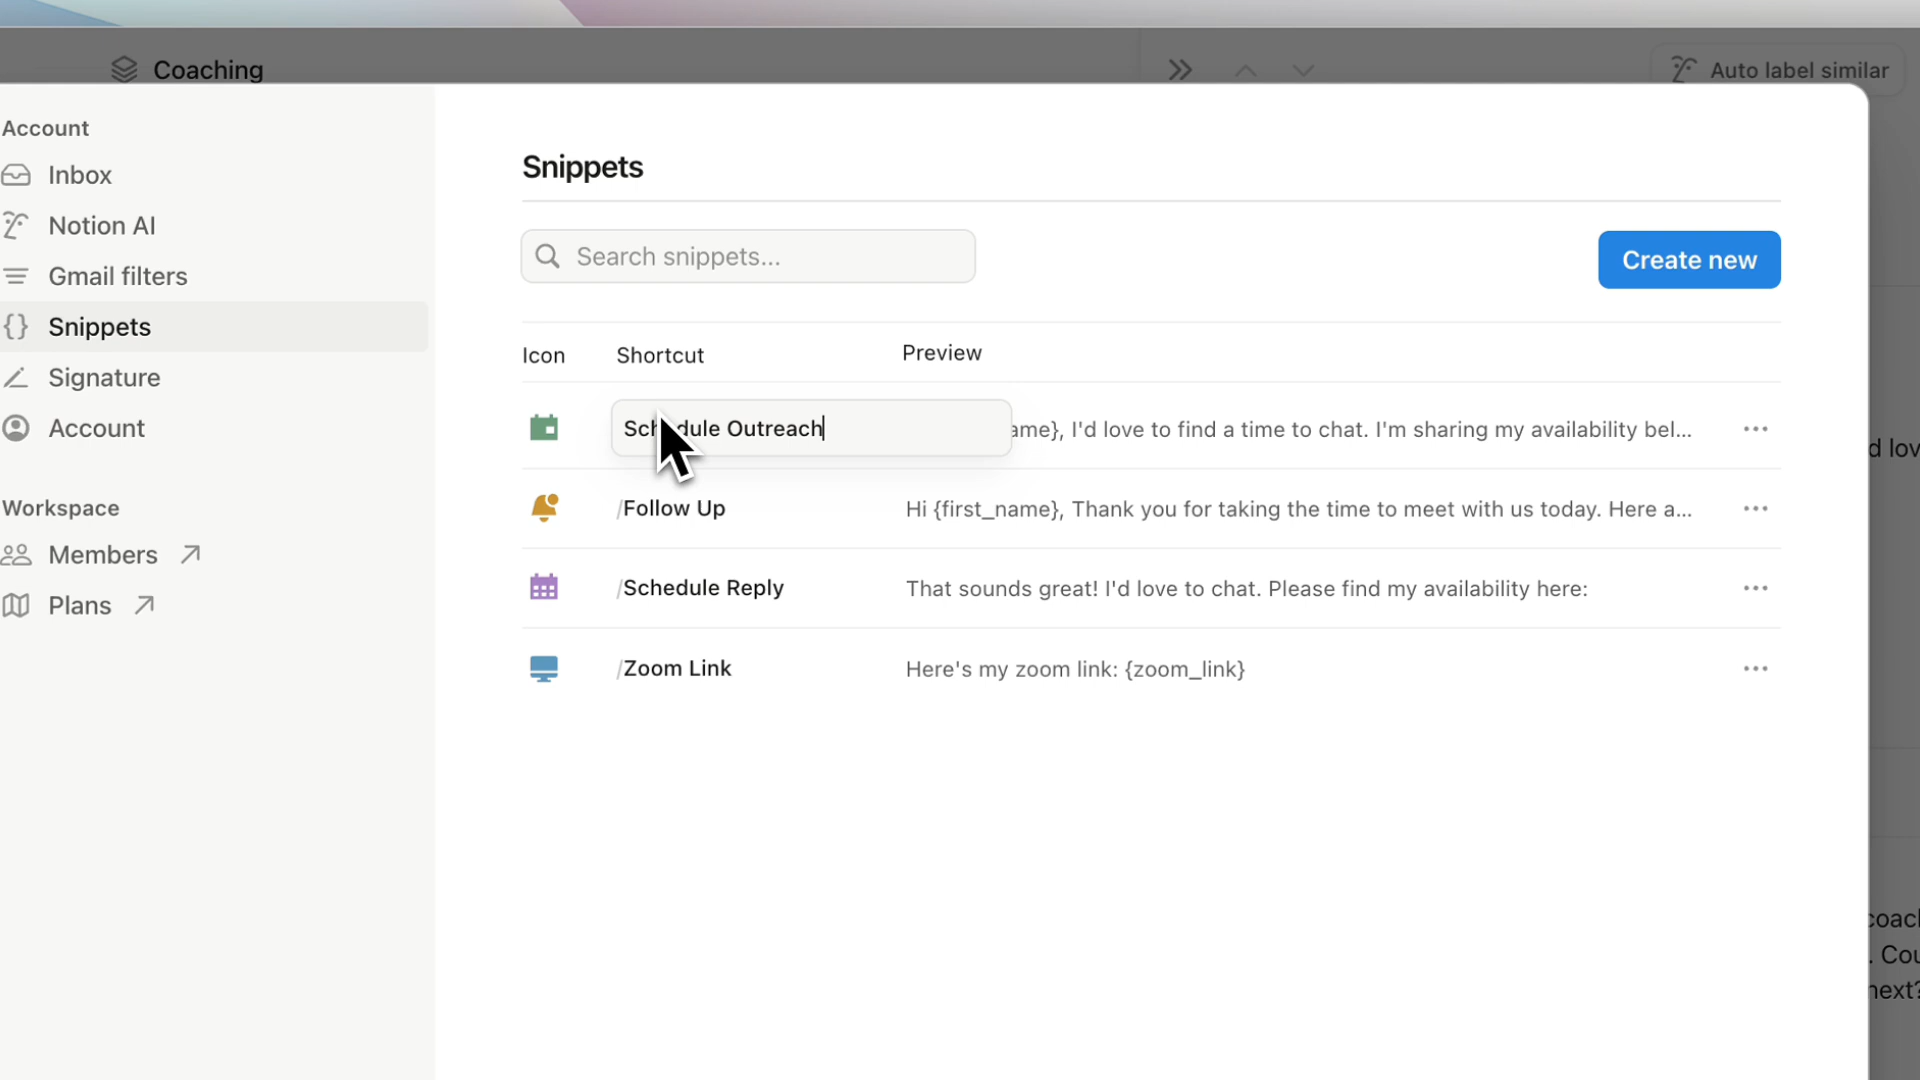 Coaching
Auto label similar
Account
Inbox
Notion AI
Gmail filters
Snippets
Signature
Account
Workspace
Members
Plans
Snippets
Search snippets...
Create new
Icon Shortcut Preview
Schedule Outreach ame}, I'd love to find a time to chat. I'm sharing my availability bel...
/Follow Up Hi {first_name}, Thank you for taking the time to meet with us today. Here a...
/Schedule Reply That sounds great! I'd love to chat. Please find my availability here:
/Zoom Link Here's my zoom link: {zoom_link}
d lov
coach
. Cou
next?